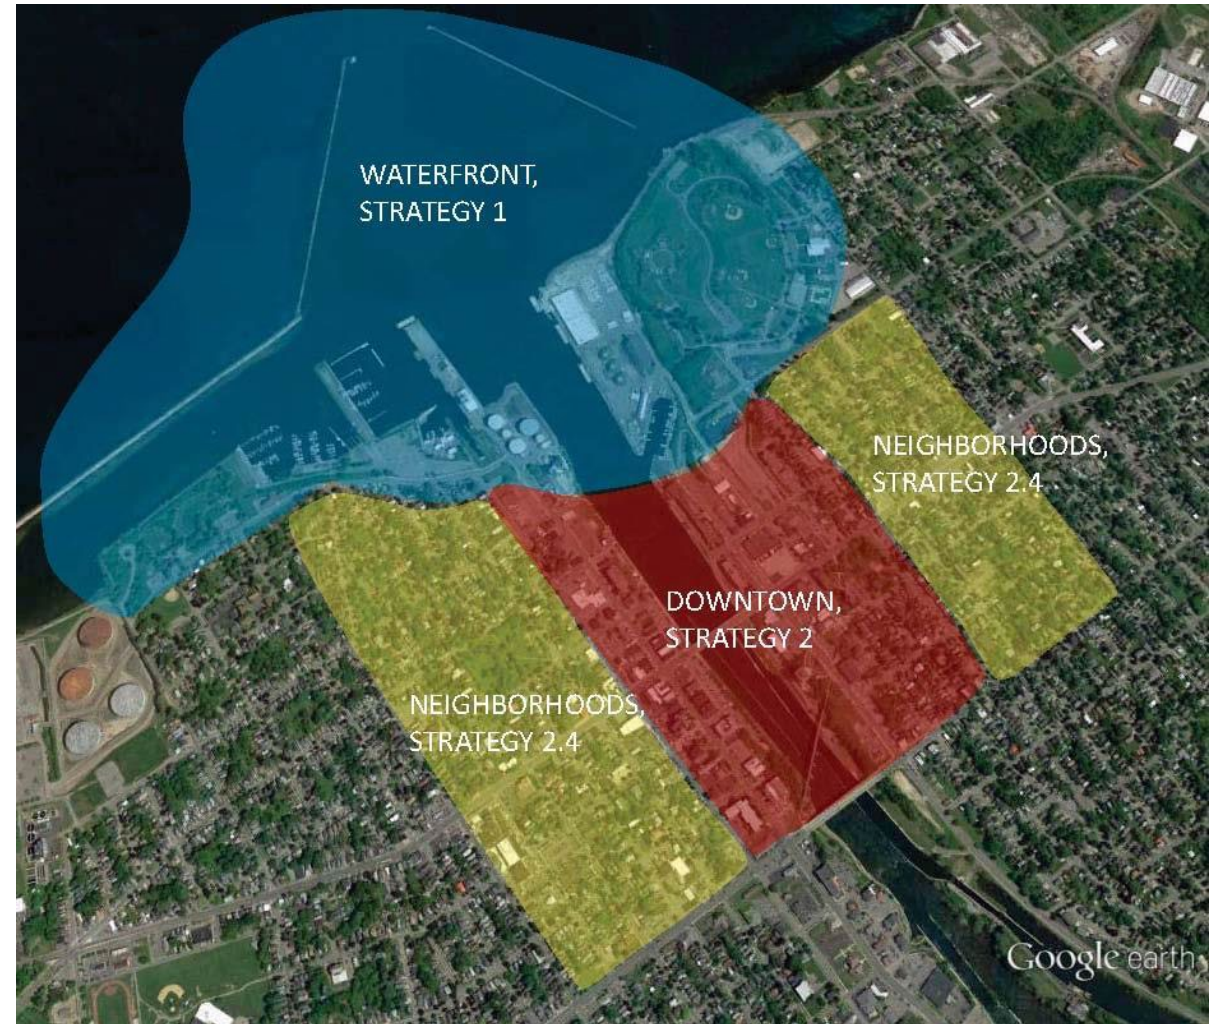 WATERFRONT,
STRATEGY 1
NEIGHBORHOODS,
STRATEGY 2.4
DOWNTOWN,
STRATEGY 2
NEIGHBORHOODS,
STRATEGY 2.4
Google earth